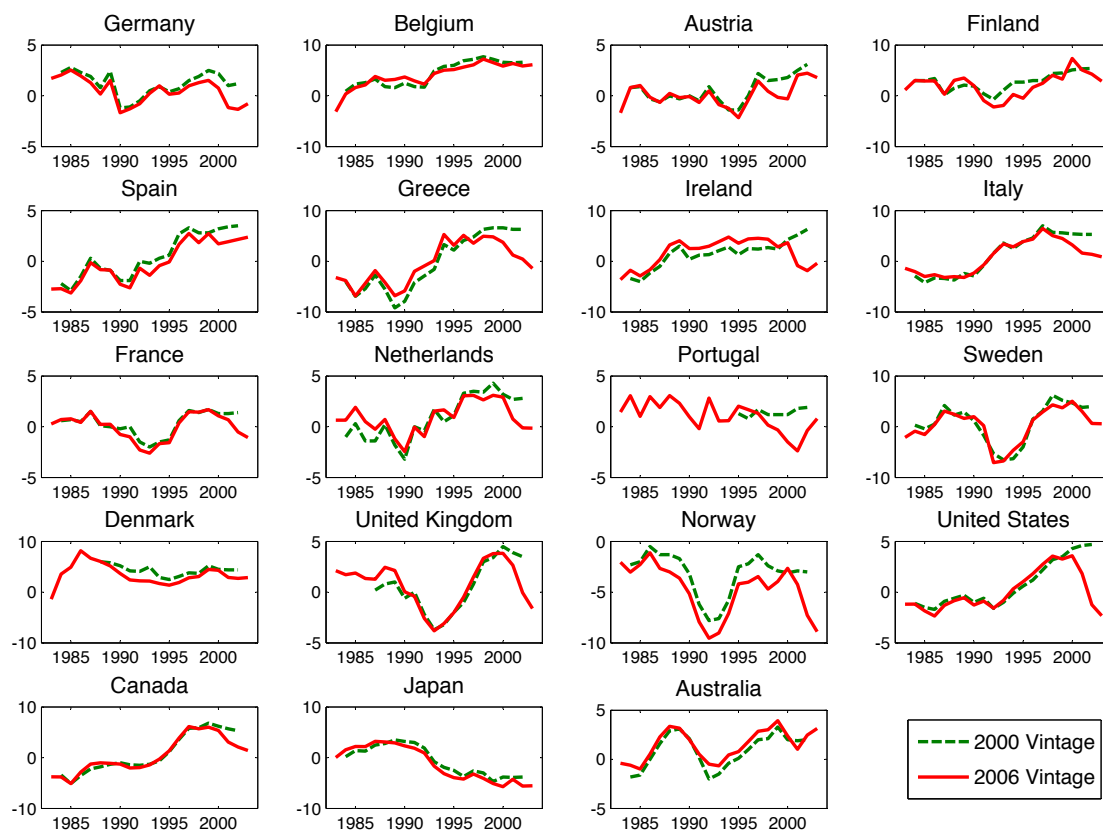 Germany Belgium Austria Finland
5 10 5 10
0 0 0 0
-5 -10 -5 -10
1985 1990 1995 2000 1985 1990 1995 2000 1985 1990 1995 2000 1985 1990 1995 2000
Spain Greece Ireland Italy
5 10 10 10
0 0 0 0
-5 -10 -10 -10
1985 1990 1995 2000 1985 1990 1995 2000 1985 1990 1995 2000 1985 1990 1995 2000
France Netherlands Portugal Sweden
5 5 5 10
0 0 0 0
-5 -5 -5 -10
1985 1990 1995 2000 1985 1990 1995 2000 1985 1990 1995 2000 1985 1990 1995 2000
Denmark United Kingdom Norway United States
10 5 0 5
0 0 -5 0
-10 -5 -10 -5
1985 1990 1995 2000 1985 1990 1995 2000 1985 1990 1995 2000 1985 1990 1995 2000
Canada Japan Australia
10 10 5
0 0 0
-10 -10 -5
1985 1990 1995 2000 1985 1990 1995 2000 1985 1990 1995 2000
2000 Vintage
2006 Vintage